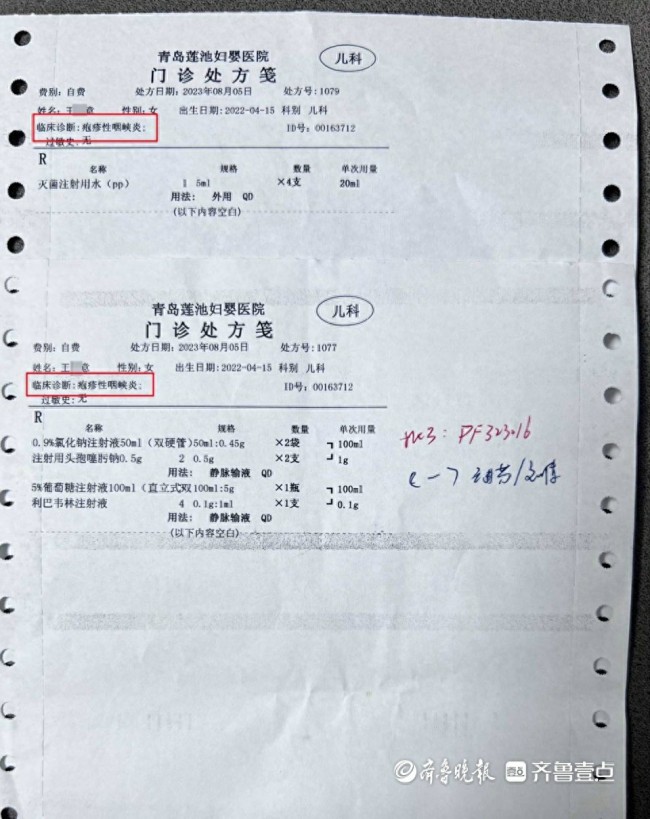 青岛莲池妇婴医院
儿科
门诊处方笺
费别:自费 处方日期:2023年08月05日 处方号:1079
姓名:王 意 性别:女 出生日期:2022-04-15 科别 儿科
临床诊断:疱疹性咽峡炎; ID号:00163712
过敏史:无
R
名称 规格 数量 单次用量
灭菌注射用水（pp） 1 5ml ×4支 20ml
用法: 外用 QD
(以下内容空白)
青岛莲池妇婴医院
儿科
门诊处方笺
费别:自费 处方日期:2023年08月05日 处方号:1077
姓名:王 意 性别:女 出生日期:2022-04-15 科别 儿科
临床诊断:疱疹性咽峡炎; ID号:00163712
过敏史:无
R
名称 规格 数量 单次用量
0.9%氯化钠注射液50ml（双硬管）50ml:0.45g ×2袋 ┓100ml
注射用头孢噻肟钠0.5g 2 0.5g ×2支 ┛1g
用法: 静脉输液 QD
5%葡萄糖注射液100ml（直立式双100ml:5g ×1瓶 ┓100ml
利巴韦林注射液 4 0.1g:1ml ×1支 ┛0.1g
用法: 静脉输液 QD
(以下内容空白)
齐鲁晚报 齐鲁壹点